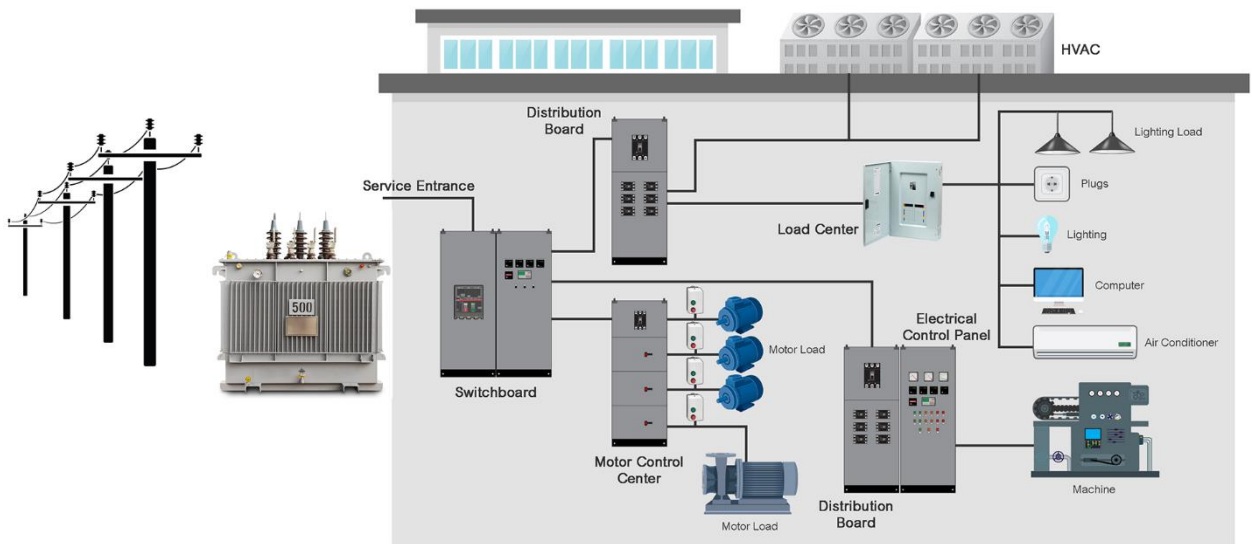 HVAC
Distribution
Board
Lighting Load
Service Entrance
Plugs
Load Center
Lighting
500
Computer
Electrical
Control Panel
Motor Load
Air Conditioner
Switchboard
Motor Control
Center
Machine
Distribution
Board
Motor Load